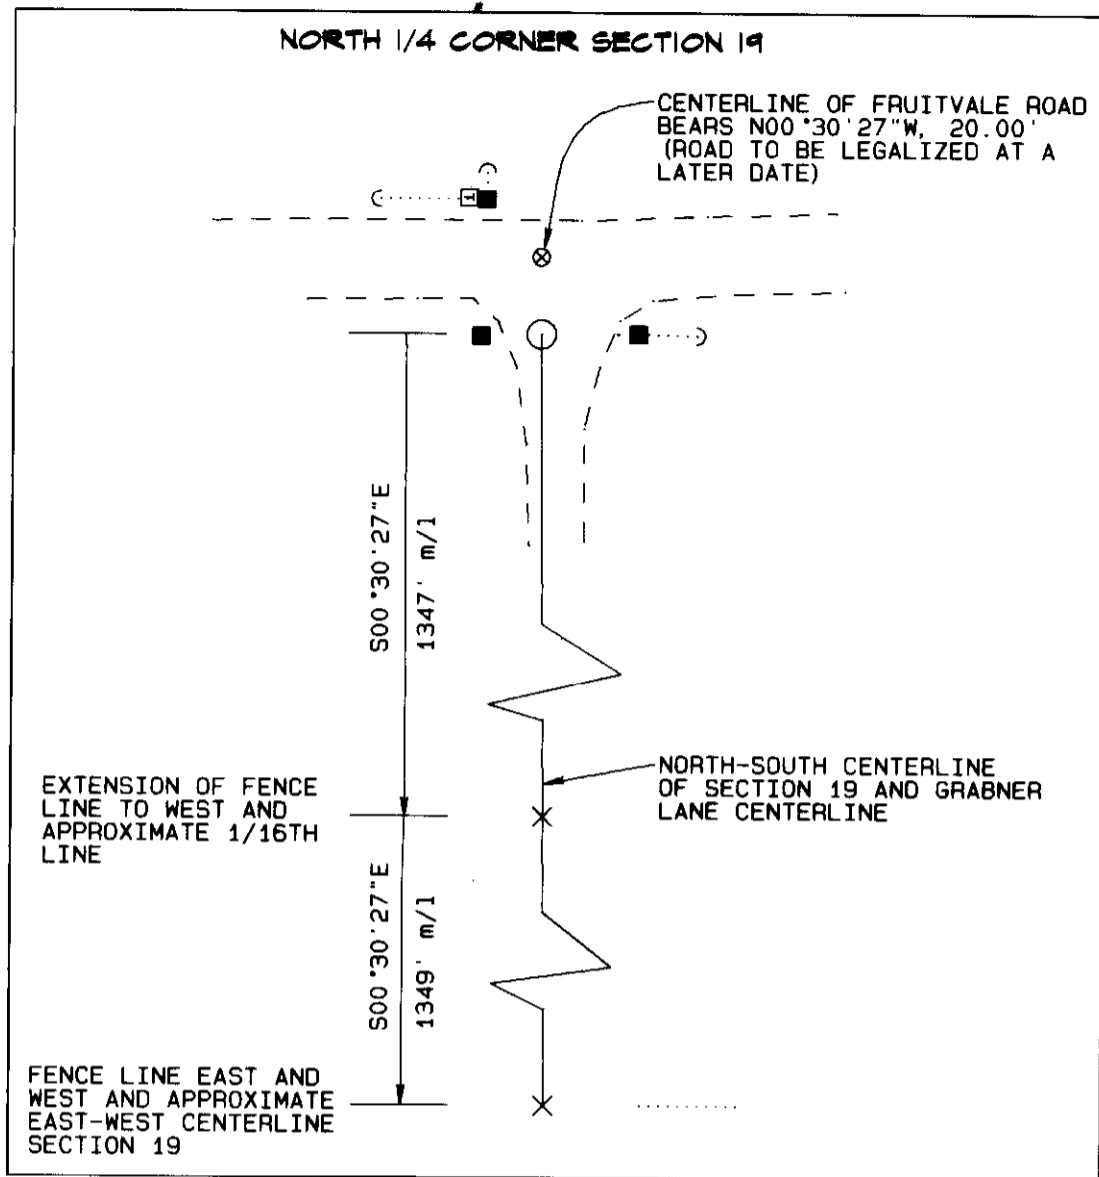 NORTH 1/4 CORNER SECTION 19
CENTERLINE OF FRUITVALE ROAD
BEARS N00°30'27"W, 20.00'
(ROAD TO BE LEGALIZED AT A
LATER DATE)
1
S00°30'27"E
1347' m/l
NORTH-SOUTH CENTERLINE
OF SECTION 19 AND GRABNER
LANE CENTERLINE
EXTENSION OF FENCE
LINE TO WEST AND
APPROXIMATE 1/16TH
LINE
S00°30'27"E
1349' m/l
FENCE LINE EAST AND
WEST AND APPROXIMATE
EAST-WEST CENTERLINE
SECTION 19